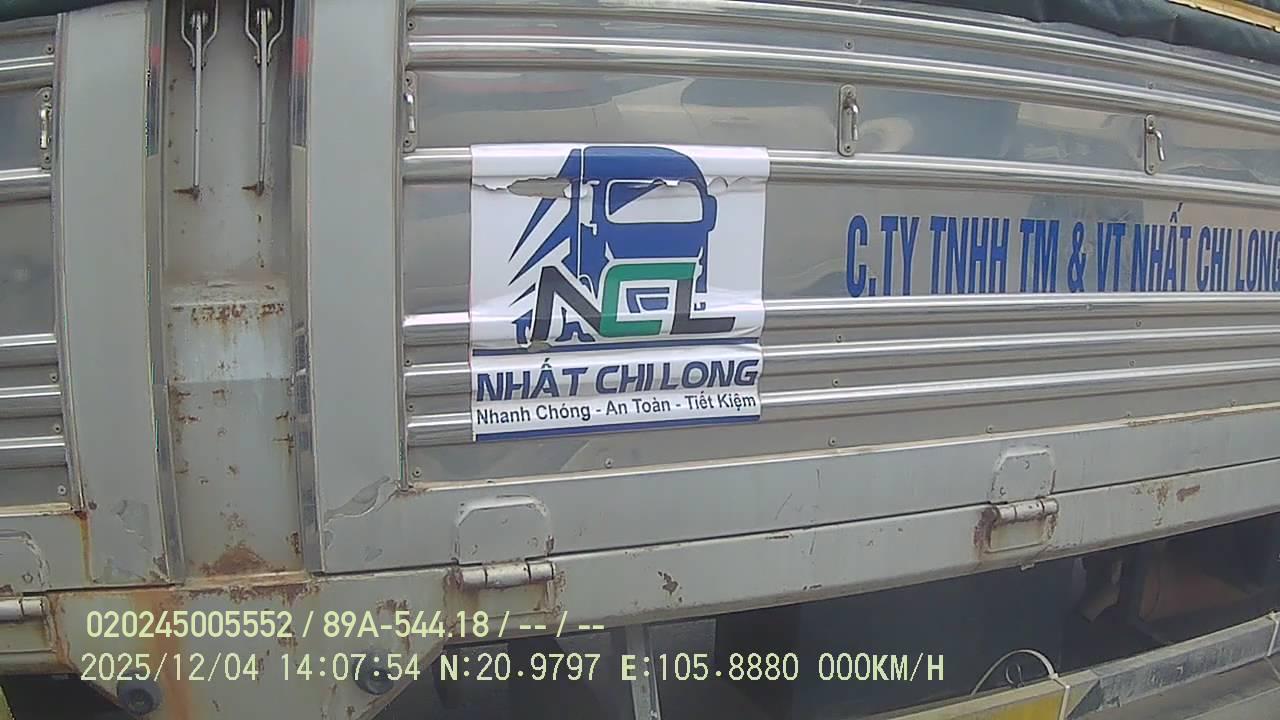 NCL
NHẤT CHI LONG
Nhanh Chóng - An Toàn - Tiết Kiệm
C.TY TNHH TM & VT NHẤT CHI LONG
020245005552 / 89A-544.18 / -- / --
2025/12/04 14:07:54 N:20.9797 E:105.8880 000KM/H